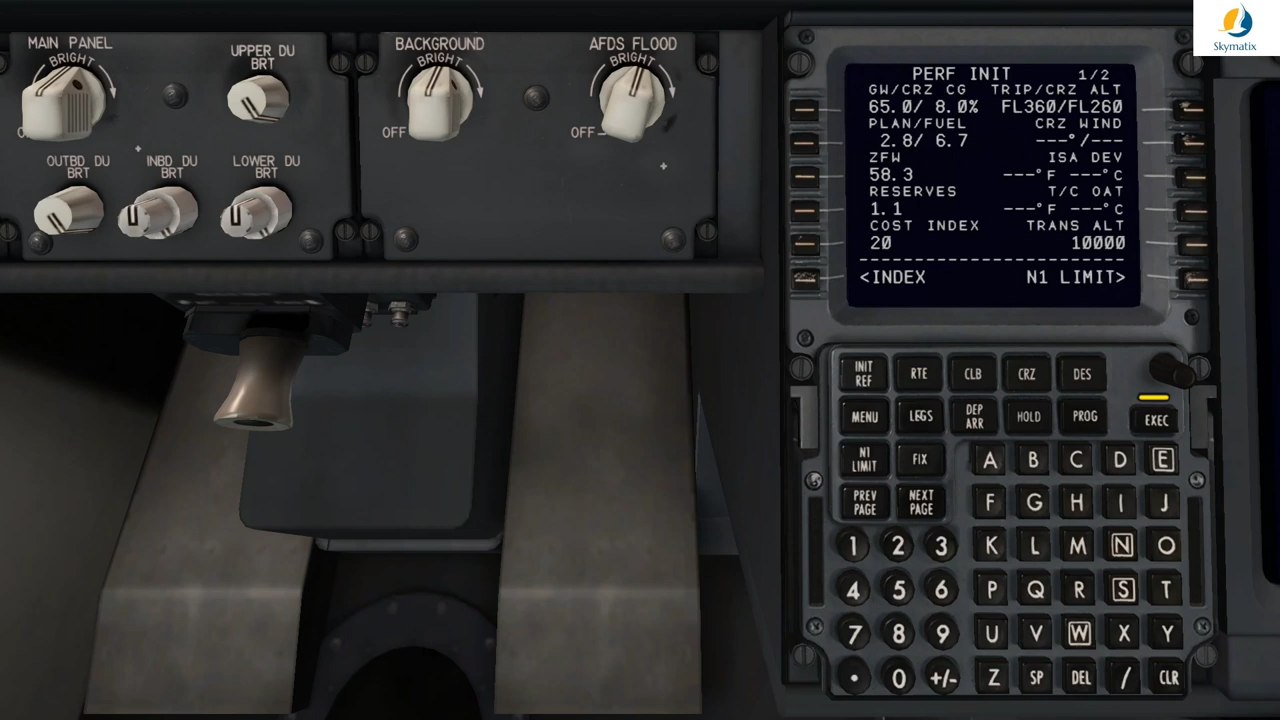 MAIN PANEL
BRIGHT
UPPER DU
BRT
BACKGROUND
BRIGHT
OFF
AFDS FLOOD
BRIGHT
OFF
OUTBD DU
BRT
INBD DU
BRT
LOWER DU
BRT
Skymatix
PERF INIT 1/2
GW/CRZ CG TRIP/CRZ ALT
65.0/ 8.0% FL360/FL260
PLAN/FUEL CRZ WIND
2.8/ 6.7 ---°/---
ZFW ISA DEV
58.3 ---°F ---°C
RESERVES T/C OAT
1.1 ---°F ---°C
COST INDEX TRANS ALT
20 10000
--------------------------------
<INDEX N1 LIMIT>
INIT REF RTE CLB CRZ DES
MENU LEGS DEP ARR HOLD PROG EXEC
N1 LIMIT FIX A B C D E
PREV PAGE NEXT PAGE F G H I J
1 2 3 K L M N O
4 5 6 P Q R S T
7 8 9 U V W X Y
. 0 +/- Z SP DEL / CLR